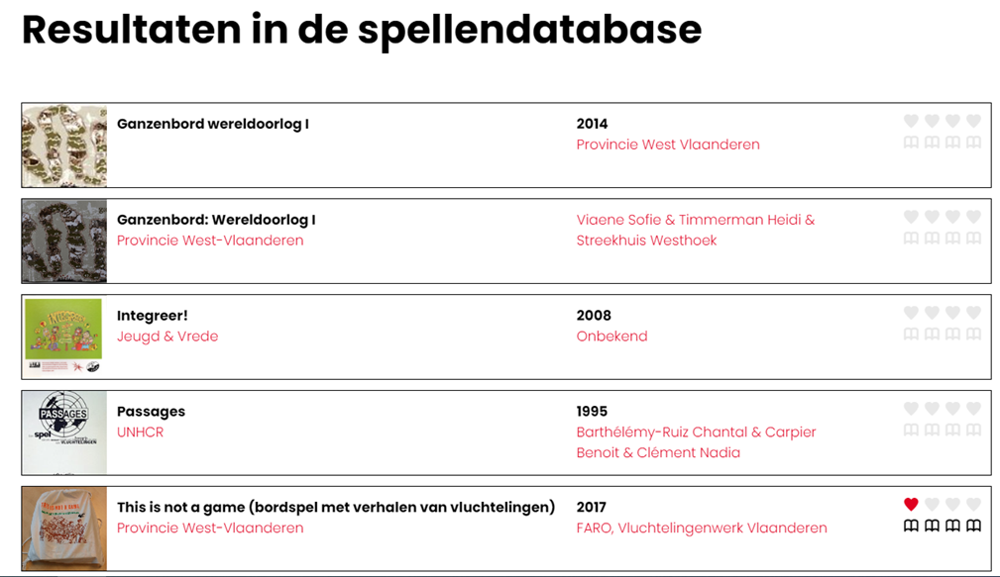 Resultaten in de spellendatabase
Ganzenbord wereldoorlog I
2014
Provincie West Vlaanderen
Ganzenbord: Wereldoorlog I
Provincie West-Vlaanderen
Viaene Sofie & Timmerman Heidi &
Streekhuis Westhoek
Integreer!
Jeugd & Vrede
2008
Onbekend
PASSAGES
spel
VLUCHTELINGEN
Passages
UNHCR
1995
Barthélémy-Ruiz Chantal & Carpier
Benoit & Clément Nadia
This is not a game (bordspel met verhalen van vluchtelingen)
Provincie West-Vlaanderen
2017
FARO, Vluchtelingenwerk Vlaanderen